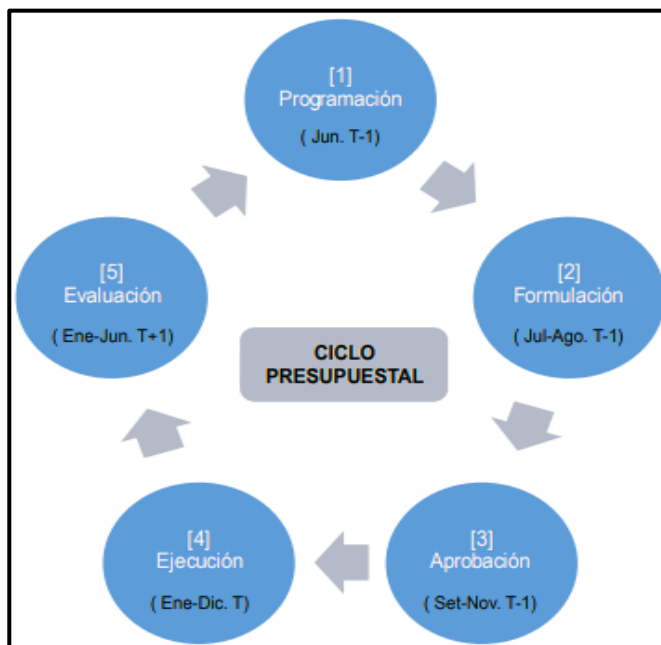 [1]
Programación
( Jun. T-1)
[2]
Formulación
( Jul-Ago. T-1)
[3]
Aprobación
( Set-Nov. T-1)
[4]
Ejecución
( Ene-Dic. T)
[5]
Evaluación
( Ene-Jun. T+1)
CICLO
PRESUPUESTAL